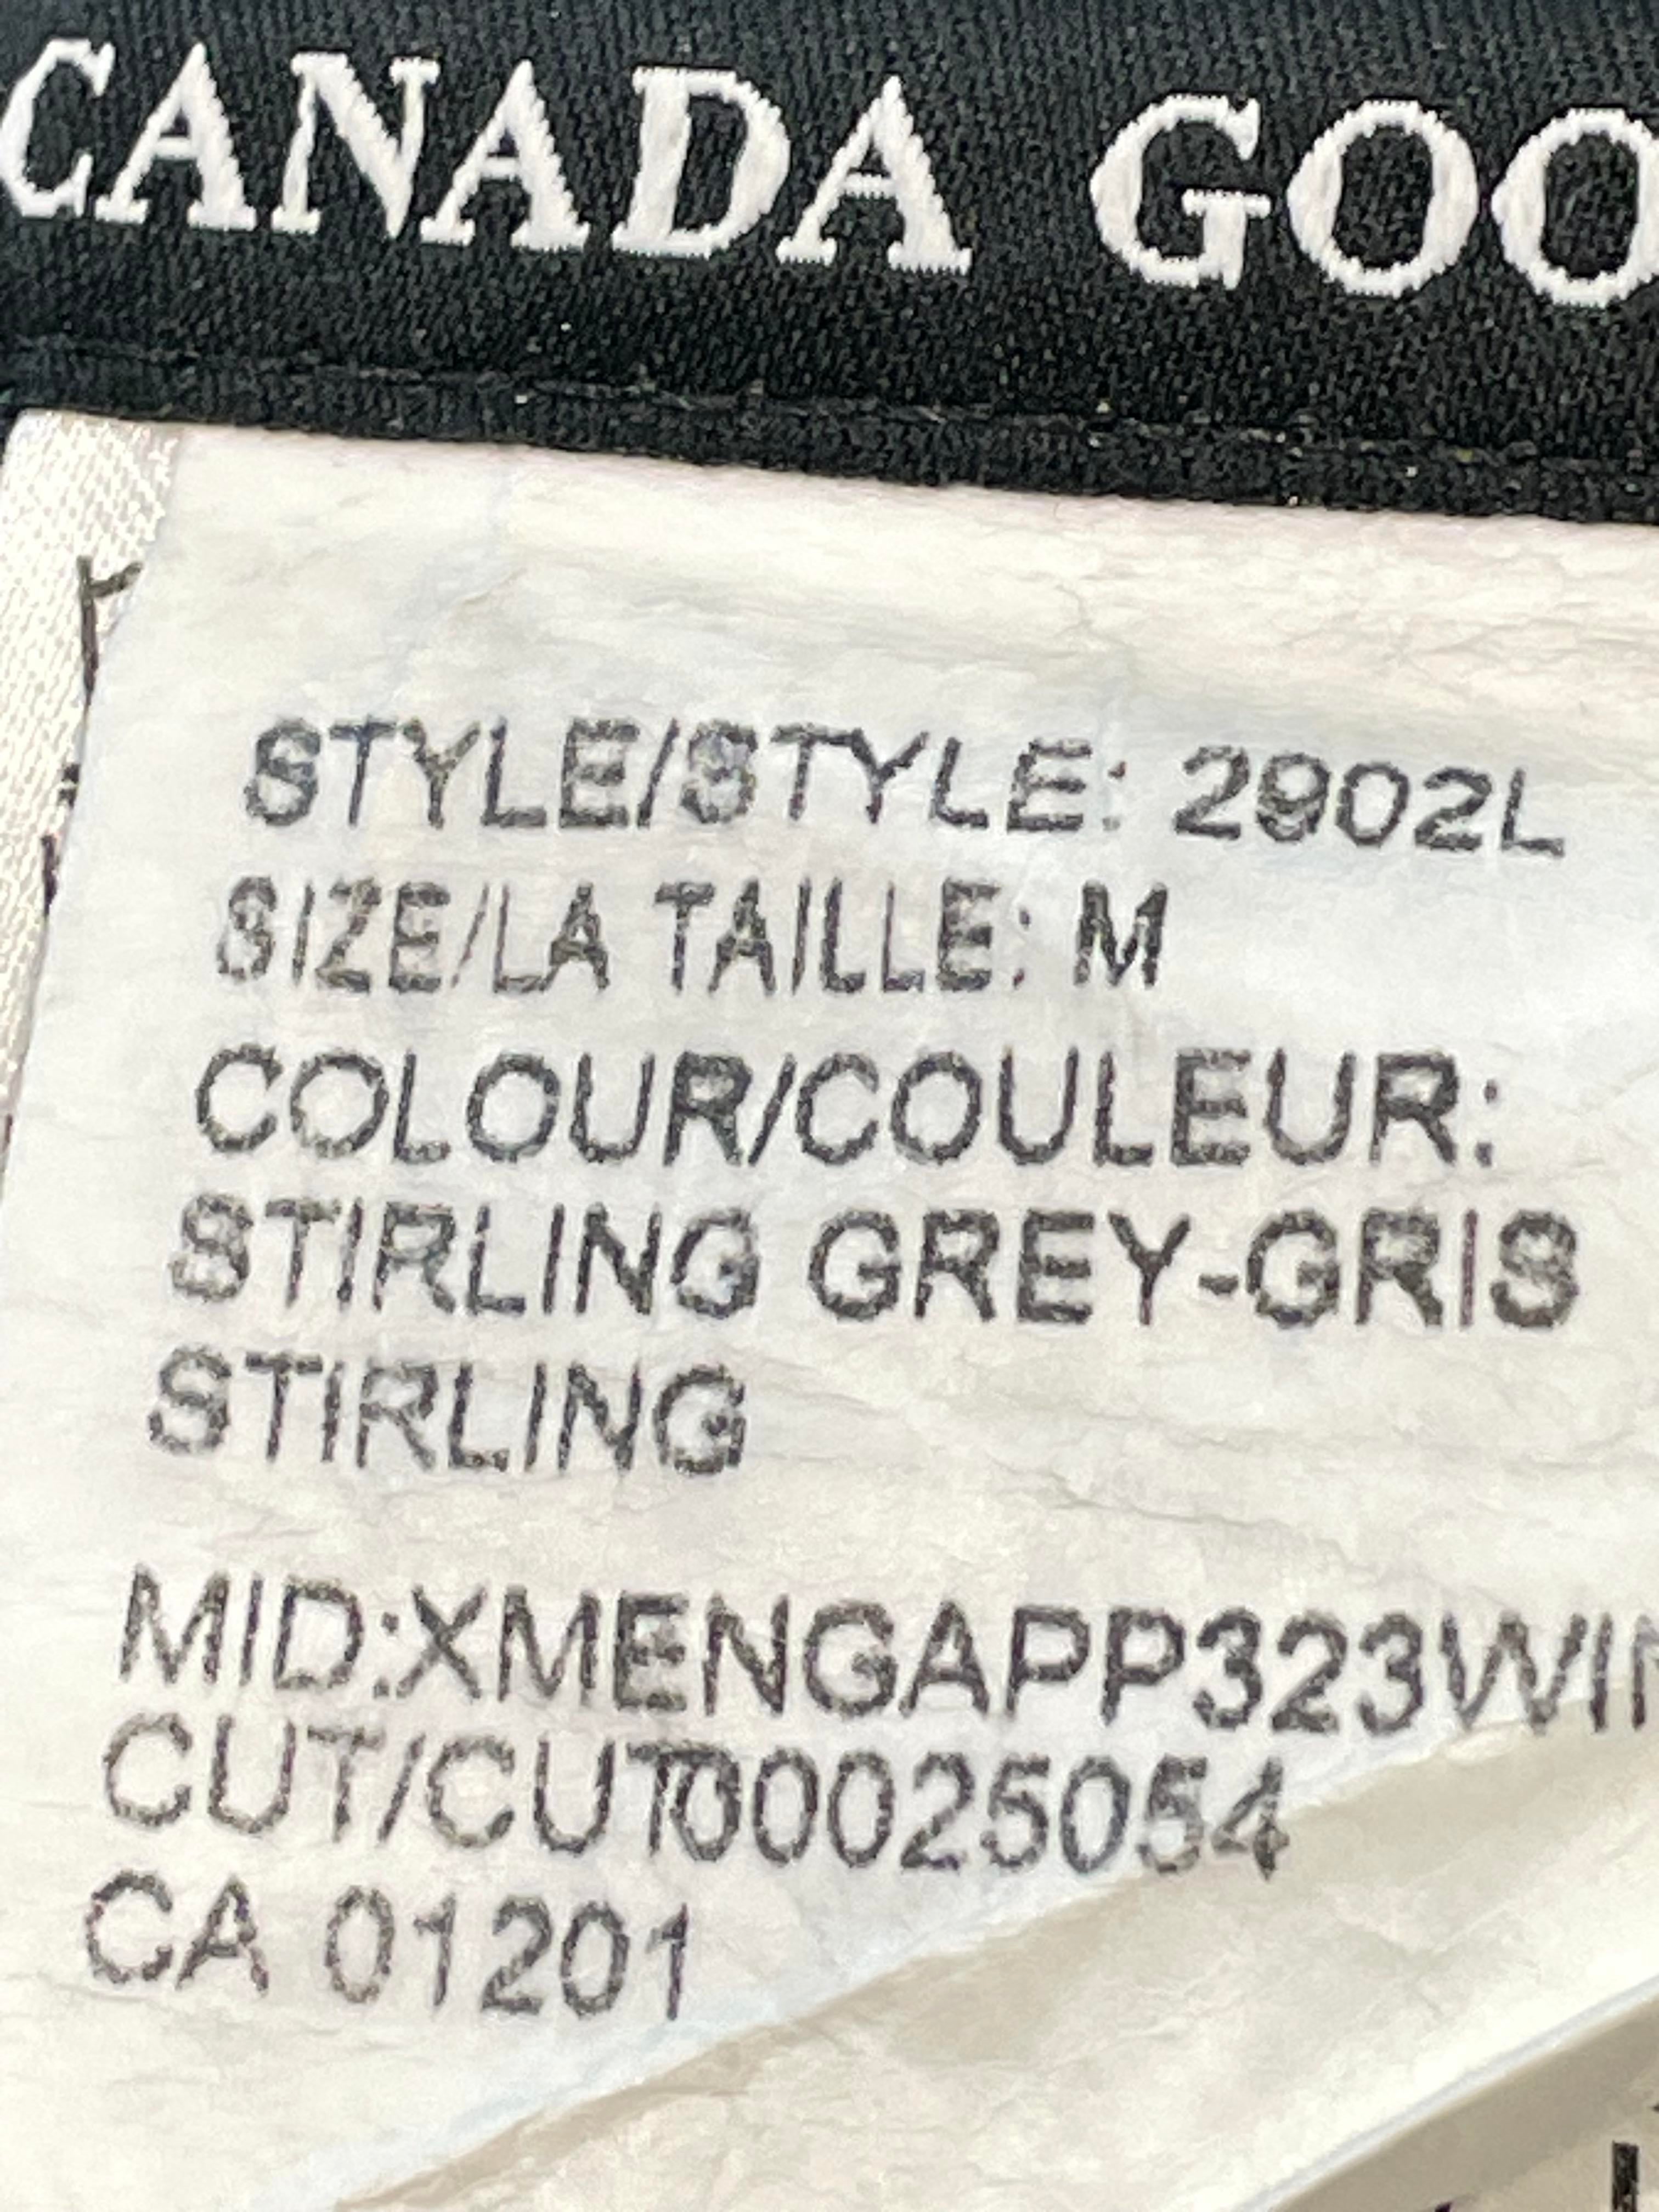 CANADA GOO
STYLE/STYLE: 2902L
SIZE/LA TAILLE: M
COLOUR/COULEUR:
STIRLING GREY-GRIS
STIRLING
MID:XMENGAPP323WIN
CUT/CUT00025054
CA 01201